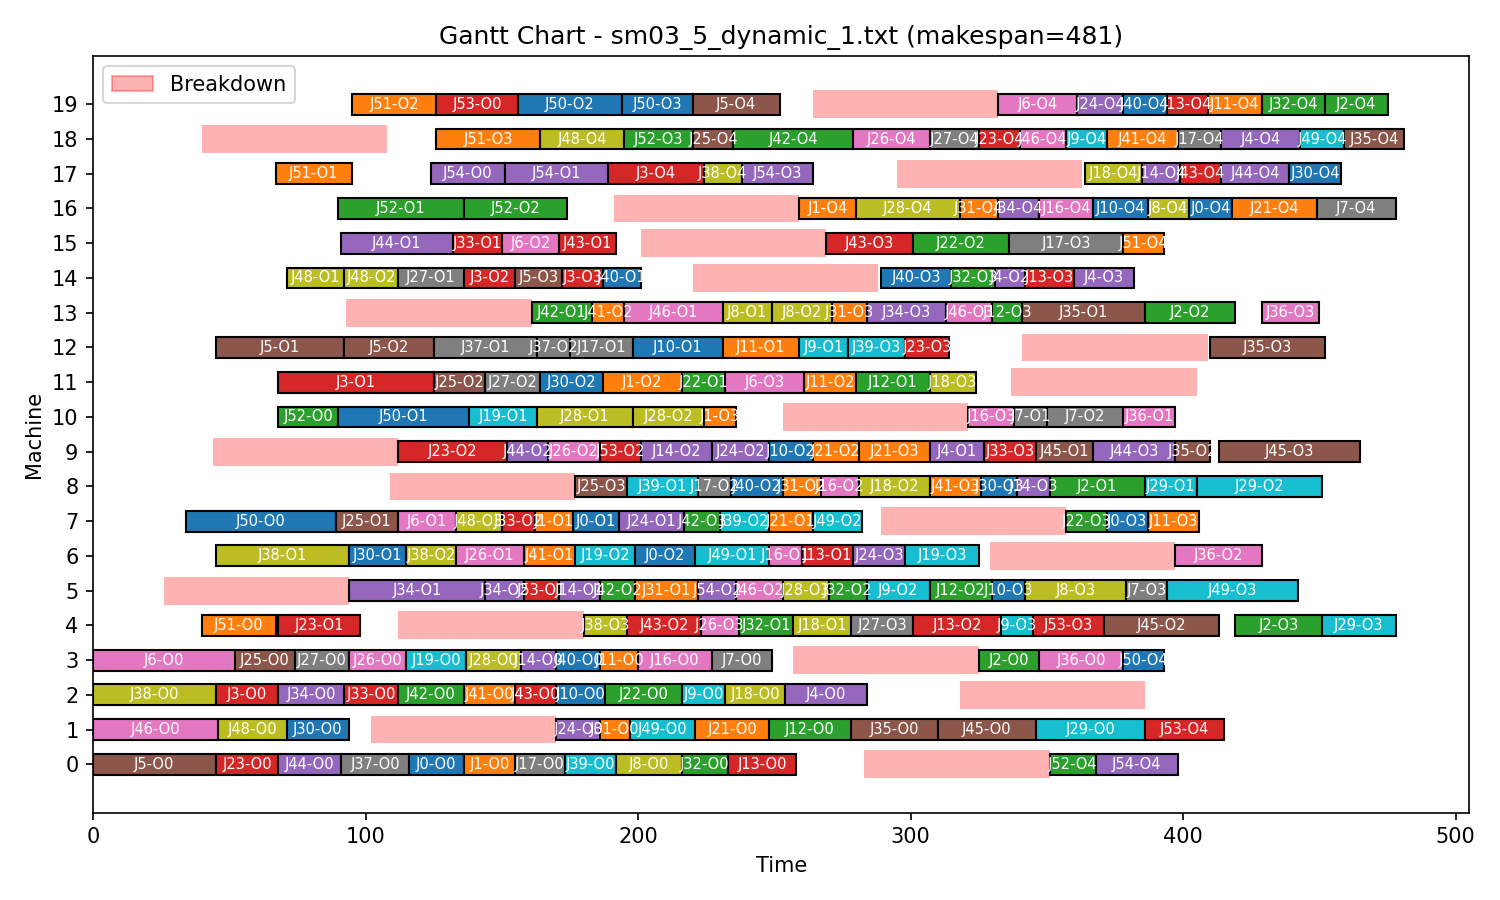 Gantt Chart - sm03_5_dynamic_1.txt (makespan=481)
Breakdown
19 J51-O2 J53-O0 J50-O2 J50-O3 J5-O4 J6-O4 J24-O4 J40-O4 J13-O4 J11-O4 J32-O4 J2-O4
18 J51-O3 J48-O4 J52-O3 J25-O4 J42-O4 J26-O4 J27-O4 J23-O4 J46-O4 J9-O4 J41-O4 J17-O4 J4-O4 J49-O4 J35-O4
17 J51-O1 J54-O0 J54-O1 J3-O4 J38-O4 J54-O3 J18-O4 J14-O4 J43-O4 J44-O4 J30-O4
16 J52-O1 J52-O2 J1-O4 J28-O4 J31-O4 J34-O4 J16-O4 J10-O4 J8-O4 J0-O4 J21-O4 J7-O4
15 J44-O1 J33-O1 J6-O2 J43-O1 J43-O3 J22-O2 J17-O3 J51-O4
14 J48-O1 J48-O2 J27-O1 J3-O2 J5-O3 J3-O3 J40-O1 J40-O3 J32-O3 J4-O2 J13-O3 J4-O3
13 J42-O1 J41-O2 J46-O1 J8-O1 J8-O2 J31-O3 J34-O3 J46-O3 J12-O3 J35-O1 J2-O2 J36-O3
12 J5-O1 J5-O2 J37-O1 J37-O2 J17-O1 J10-O1 J11-O1 J9-O1 J39-O3 J23-O3 J35-O3
11 J3-O1 J25-O2 J27-O2 J30-O2 J1-O2 J22-O1 J6-O3 J11-O2 J12-O1 J18-O3
10 J52-O0 J50-O1 J19-O1 J28-O1 J28-O2 J1-O3 J16-O3 J7-O1 J7-O2 J36-O1
9 J23-O2 J44-O2 J26-O2 J53-O2 J14-O2 J24-O2 J10-O2 J21-O2 J21-O3 J4-O1 J33-O3 J45-O1 J44-O3 J35-O2 J45-O3
8 J25-O3 J39-O1 J17-O2 J40-O2 J31-O2 J16-O2 J18-O2 J41-O3 J30-O3 J14-O3 J2-O1 J29-O1 J29-O2
7 J50-O0 J25-O1 J6-O1 J48-O3 J33-O2 J1-O1 J0-O1 J24-O1 J42-O3 J39-O2 J21-O1 J49-O2 J22-O3 J0-O3 J11-O3
6 J38-O1 J30-O1 J38-O2 J26-O1 J41-O1 J19-O2 J0-O2 J49-O1 J16-O1 J13-O1 J24-O3 J19-O3 J36-O2
5 J34-O1 J34-O2 J53-O1 J14-O1 J42-O2 J31-O1 J54-O2 J46-O2 J28-O3 J32-O2 J9-O2 J12-O2 J10-O3 J8-O3 J7-O3 J49-O3
4 J51-O0 J23-O1 J38-O3 J43-O2 J26-O3 J32-O1 J18-O1 J27-O3 J13-O2 J9-O3 J53-O3 J45-O2 J2-O3 J29-O3
3 J6-O0 J25-O0 J27-O0 J26-O0 J19-O0 J28-O0 J14-O0 J40-O0 J11-O0 J16-O0 J7-O0 J2-O0 J36-O0 J50-O4
2 J38-O0 J3-O0 J34-O0 J33-O0 J42-O0 J41-O0 J43-O0 J10-O0 J22-O0 J9-O0 J18-O0 J4-O0
1 J46-O0 J48-O0 J30-O0 J24-O0 J31-O0 J49-O0 J21-O0 J12-O0 J35-O0 J45-O0 J29-O0 J53-O4
0 J5-O0 J23-O0 J44-O0 J37-O0 J0-O0 J1-O0 J17-O0 J39-O0 J8-O0 J32-O0 J13-O0 J52-O4 J54-O4
Machine
0 100 200 300 400 500
Time